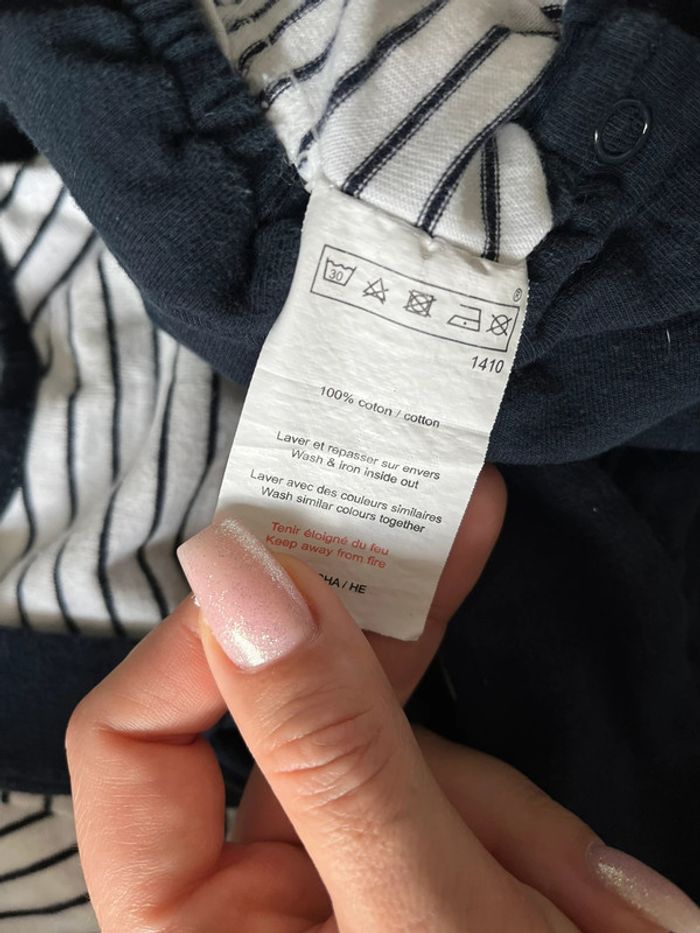 30
®
1410
100% coton / cotton
Laver et repasser sur envers
Wash & iron inside out
Laver avec des couleurs similaires
Wash similar colours together
Tenir éloigné du feu
Keep away from fire
/ HE